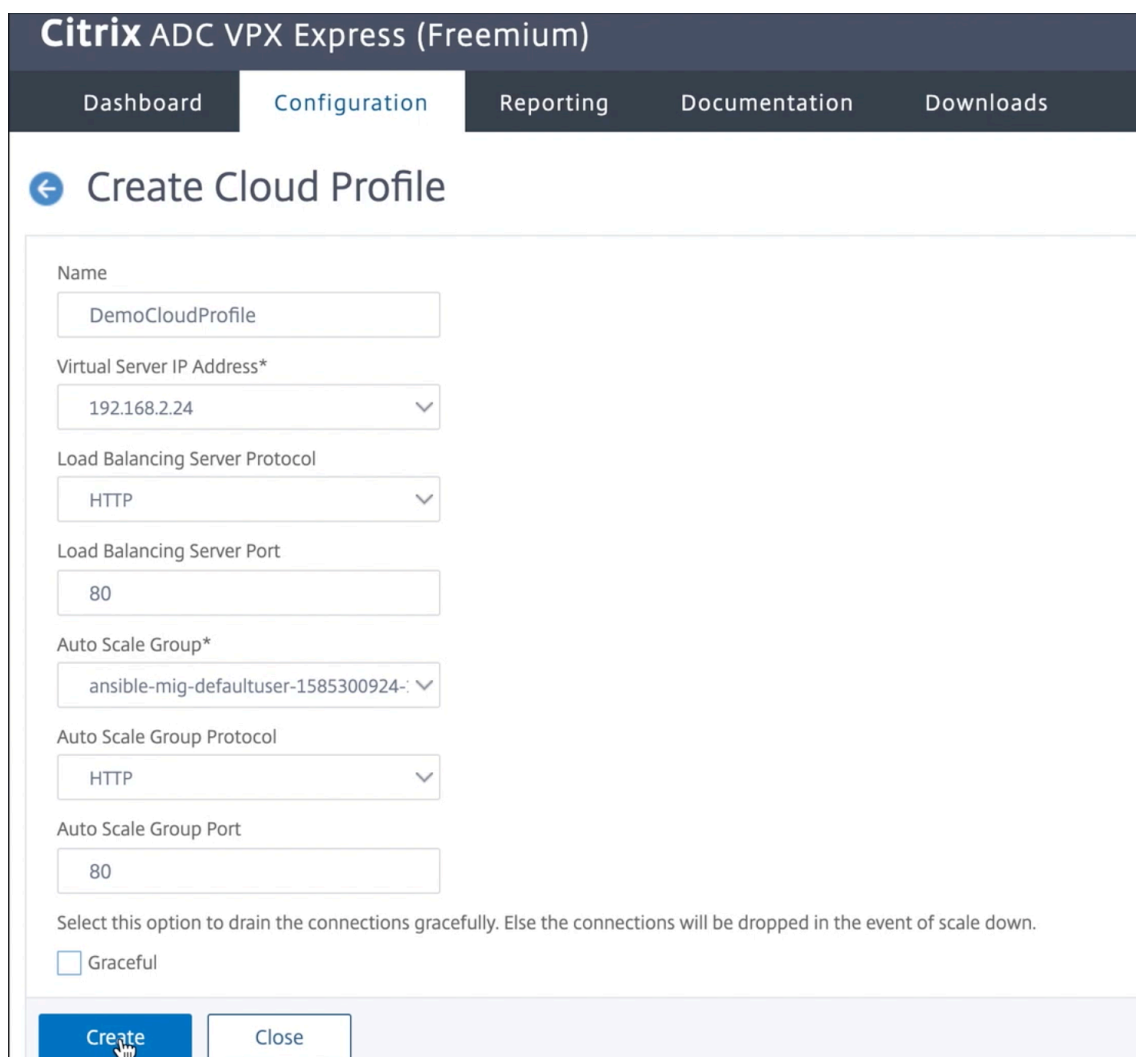 Citrix ADC VPX Express (Freemium)
Dashboard Configuration Reporting Documentation Downloads
Create Cloud Profile
Name
DemoCloudProfile
Virtual Server IP Address*
192.168.2.24
Load Balancing Server Protocol
HTTP
Load Balancing Server Port
80
Auto Scale Group*
ansible-mig-defaultuser-1585300924-
Auto Scale Group Protocol
HTTP
Auto Scale Group Port
80
Select this option to drain the connections gracefully. Else the connections will be dropped in the event of scale down.
Graceful
Create Close